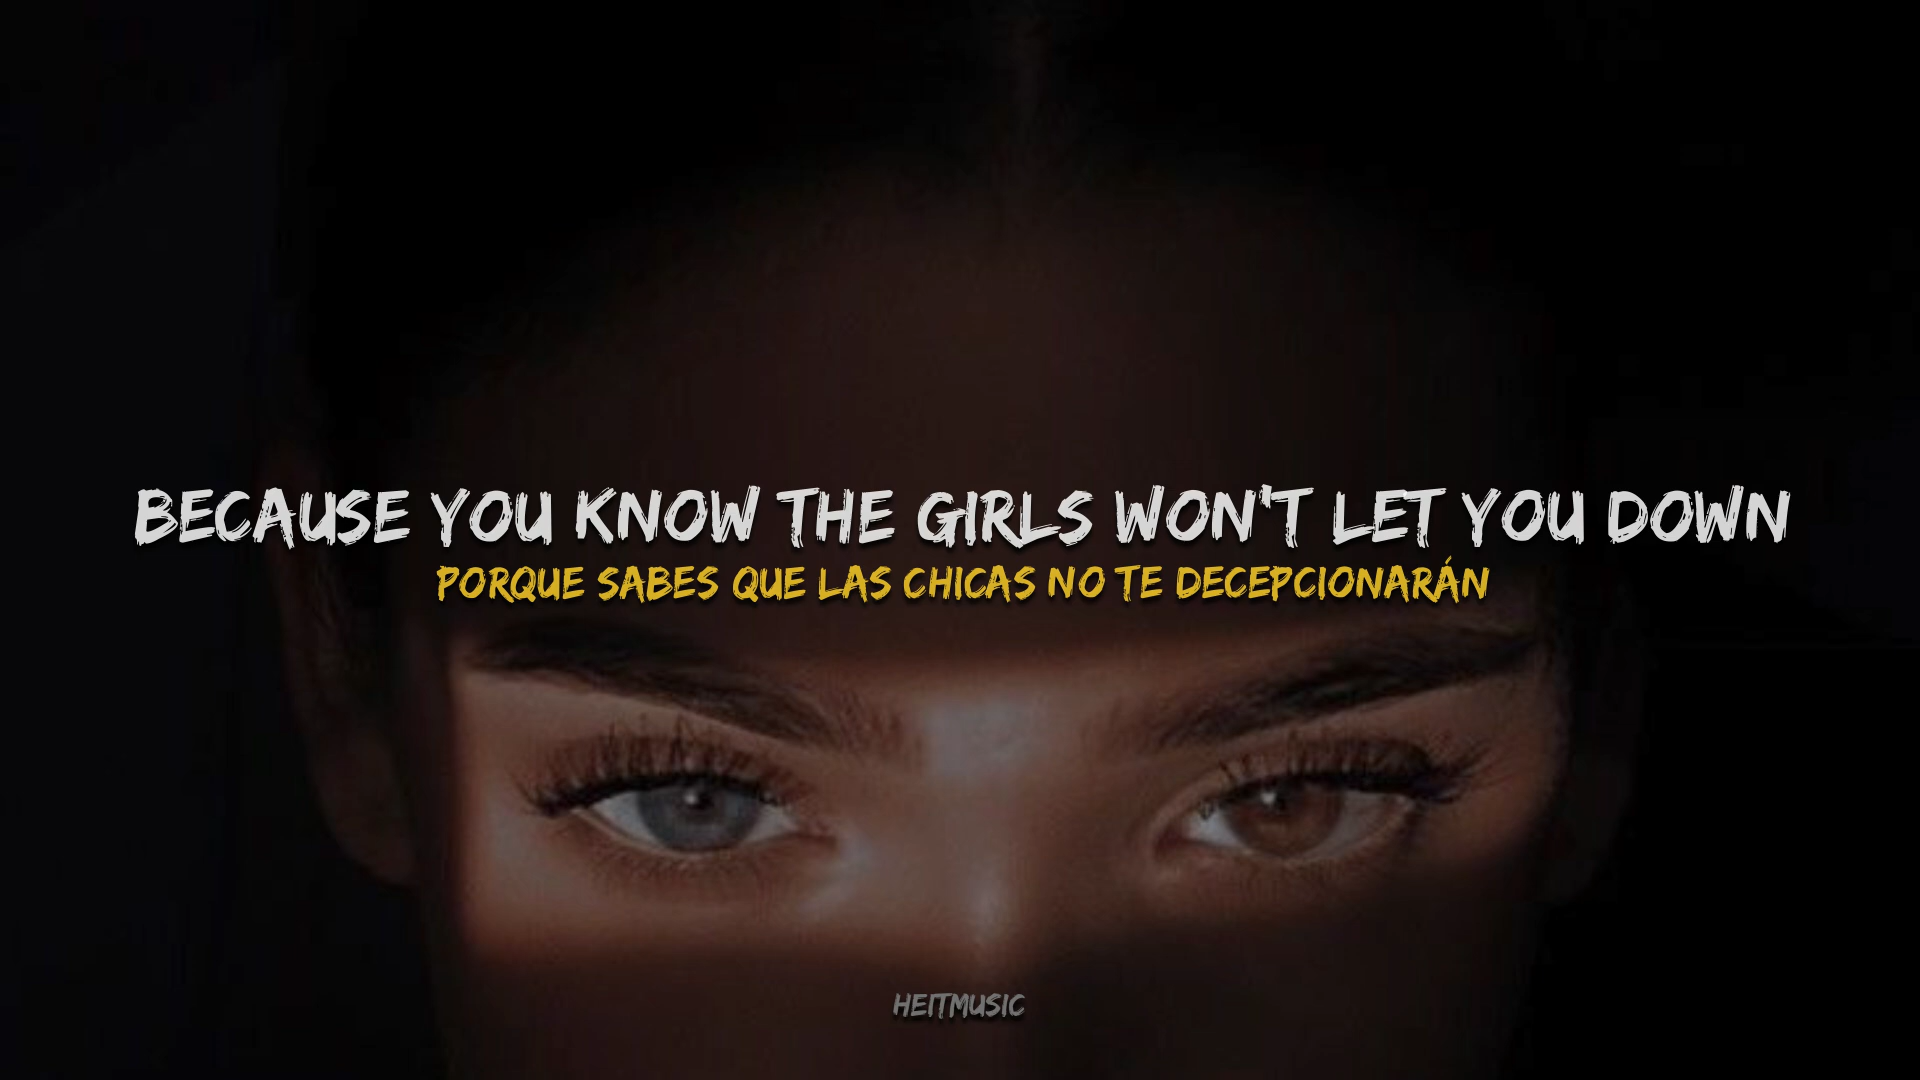 BECAUSE YOU KNOW THE GIRLS WON'T LET YOU DOWN
PORQUE SABES QUE LAS CHICAS NO TE DECEPCIONARÁN
HEITMUSIC